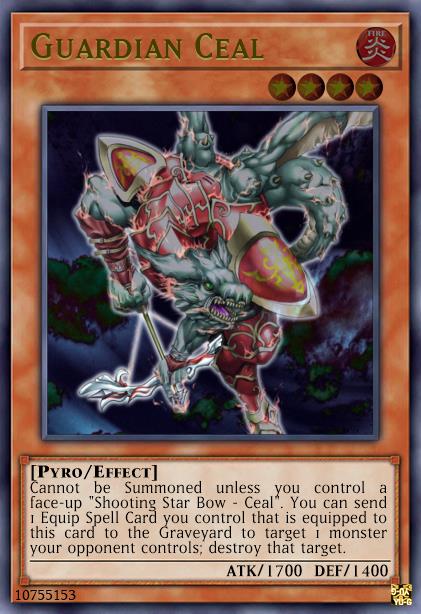 GUARDIAN CEAL
FIRE
炎
[PYRO/EFFECT]
Cannot be Summoned unless you control a
face-up "Shooting Star Bow - Ceal". You can send
1 Equip Spell Card you control that is equipped to
this card to the Graveyard to target 1 monster
your opponent controls; destroy that target.
ATK/1700 DEF/1400
10755153